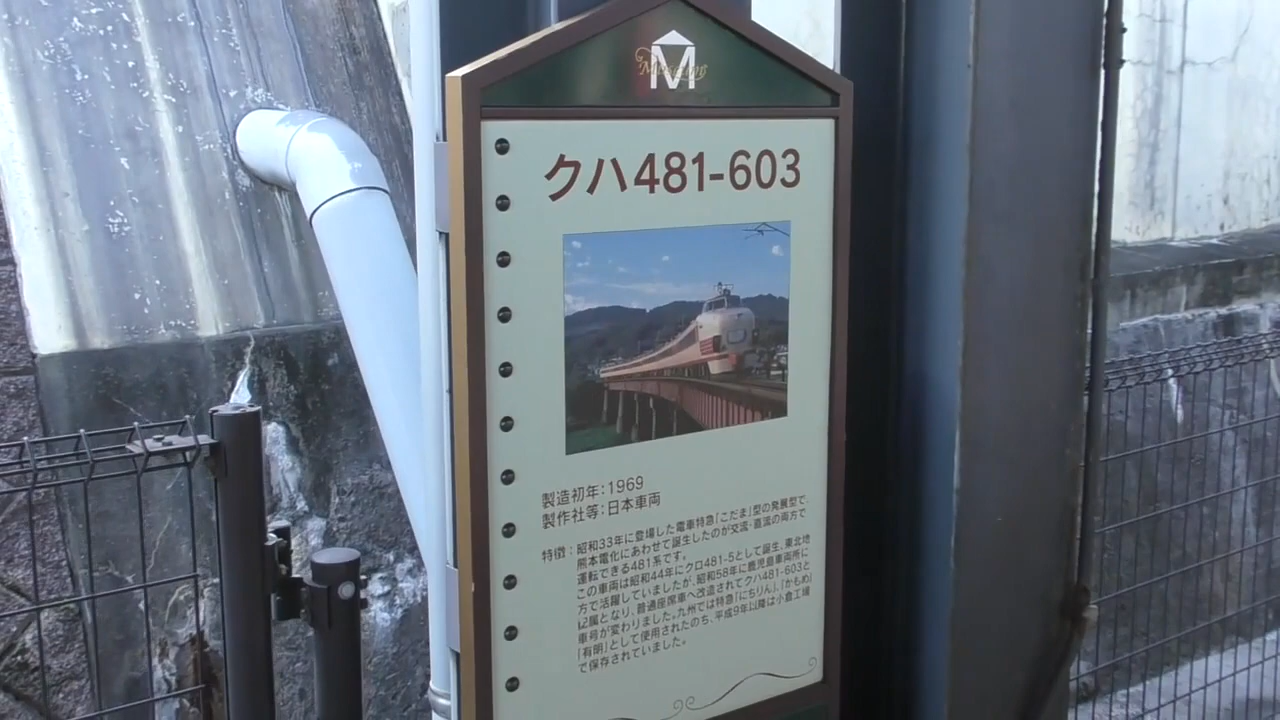 Museum
M
クハ481-603
製造初年:1969
製作社等:日本車両
特徴:昭和33年に登場した電車特急「こだま」型の発展型で、
熊本電化にあわせて誕生したのが交流・直流の両方で
運転できる481系です。
この車両は昭和44年にクロ481-5として誕生、東北地
方で活躍していましたが、昭和58年に鹿児島車両所に
配属となり、普通座席車へ改造されてクハ481-603と
車号が変わりました。九州では特急「にちりん」、「かもめ」
「有明」として使用されたのち、平成9年以降は小倉工場
で保存されていました。